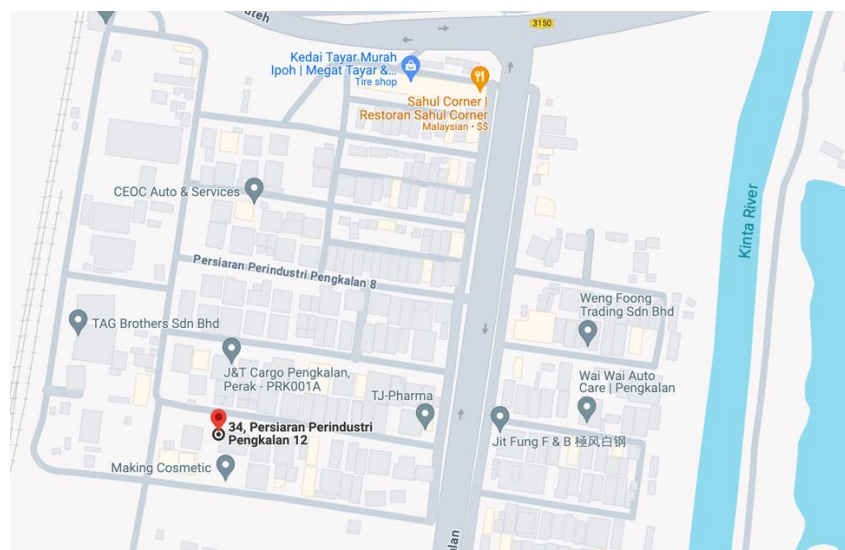 3150
Kedai Tayar Murah
Ipoh | Megat Tayar &...
Tire shop
Sahul Corner |
Restoran Sahul Corner
Malaysian • $$
CEOC Auto & Services
Kinta River
Persiaran Perindustri Pengkalan 8
Weng Foong
Trading Sdn Bhd
TAG Brothers Sdn Bhd
J&T Cargo Pengkalan,
Perak - PRK001A
Wai Wai Auto
Care | Pengkalan
TJ-Pharma
34, Persiaran Perindustri
Pengkalan 12
Jit Fung F & B 極风白钢
Making Cosmetic